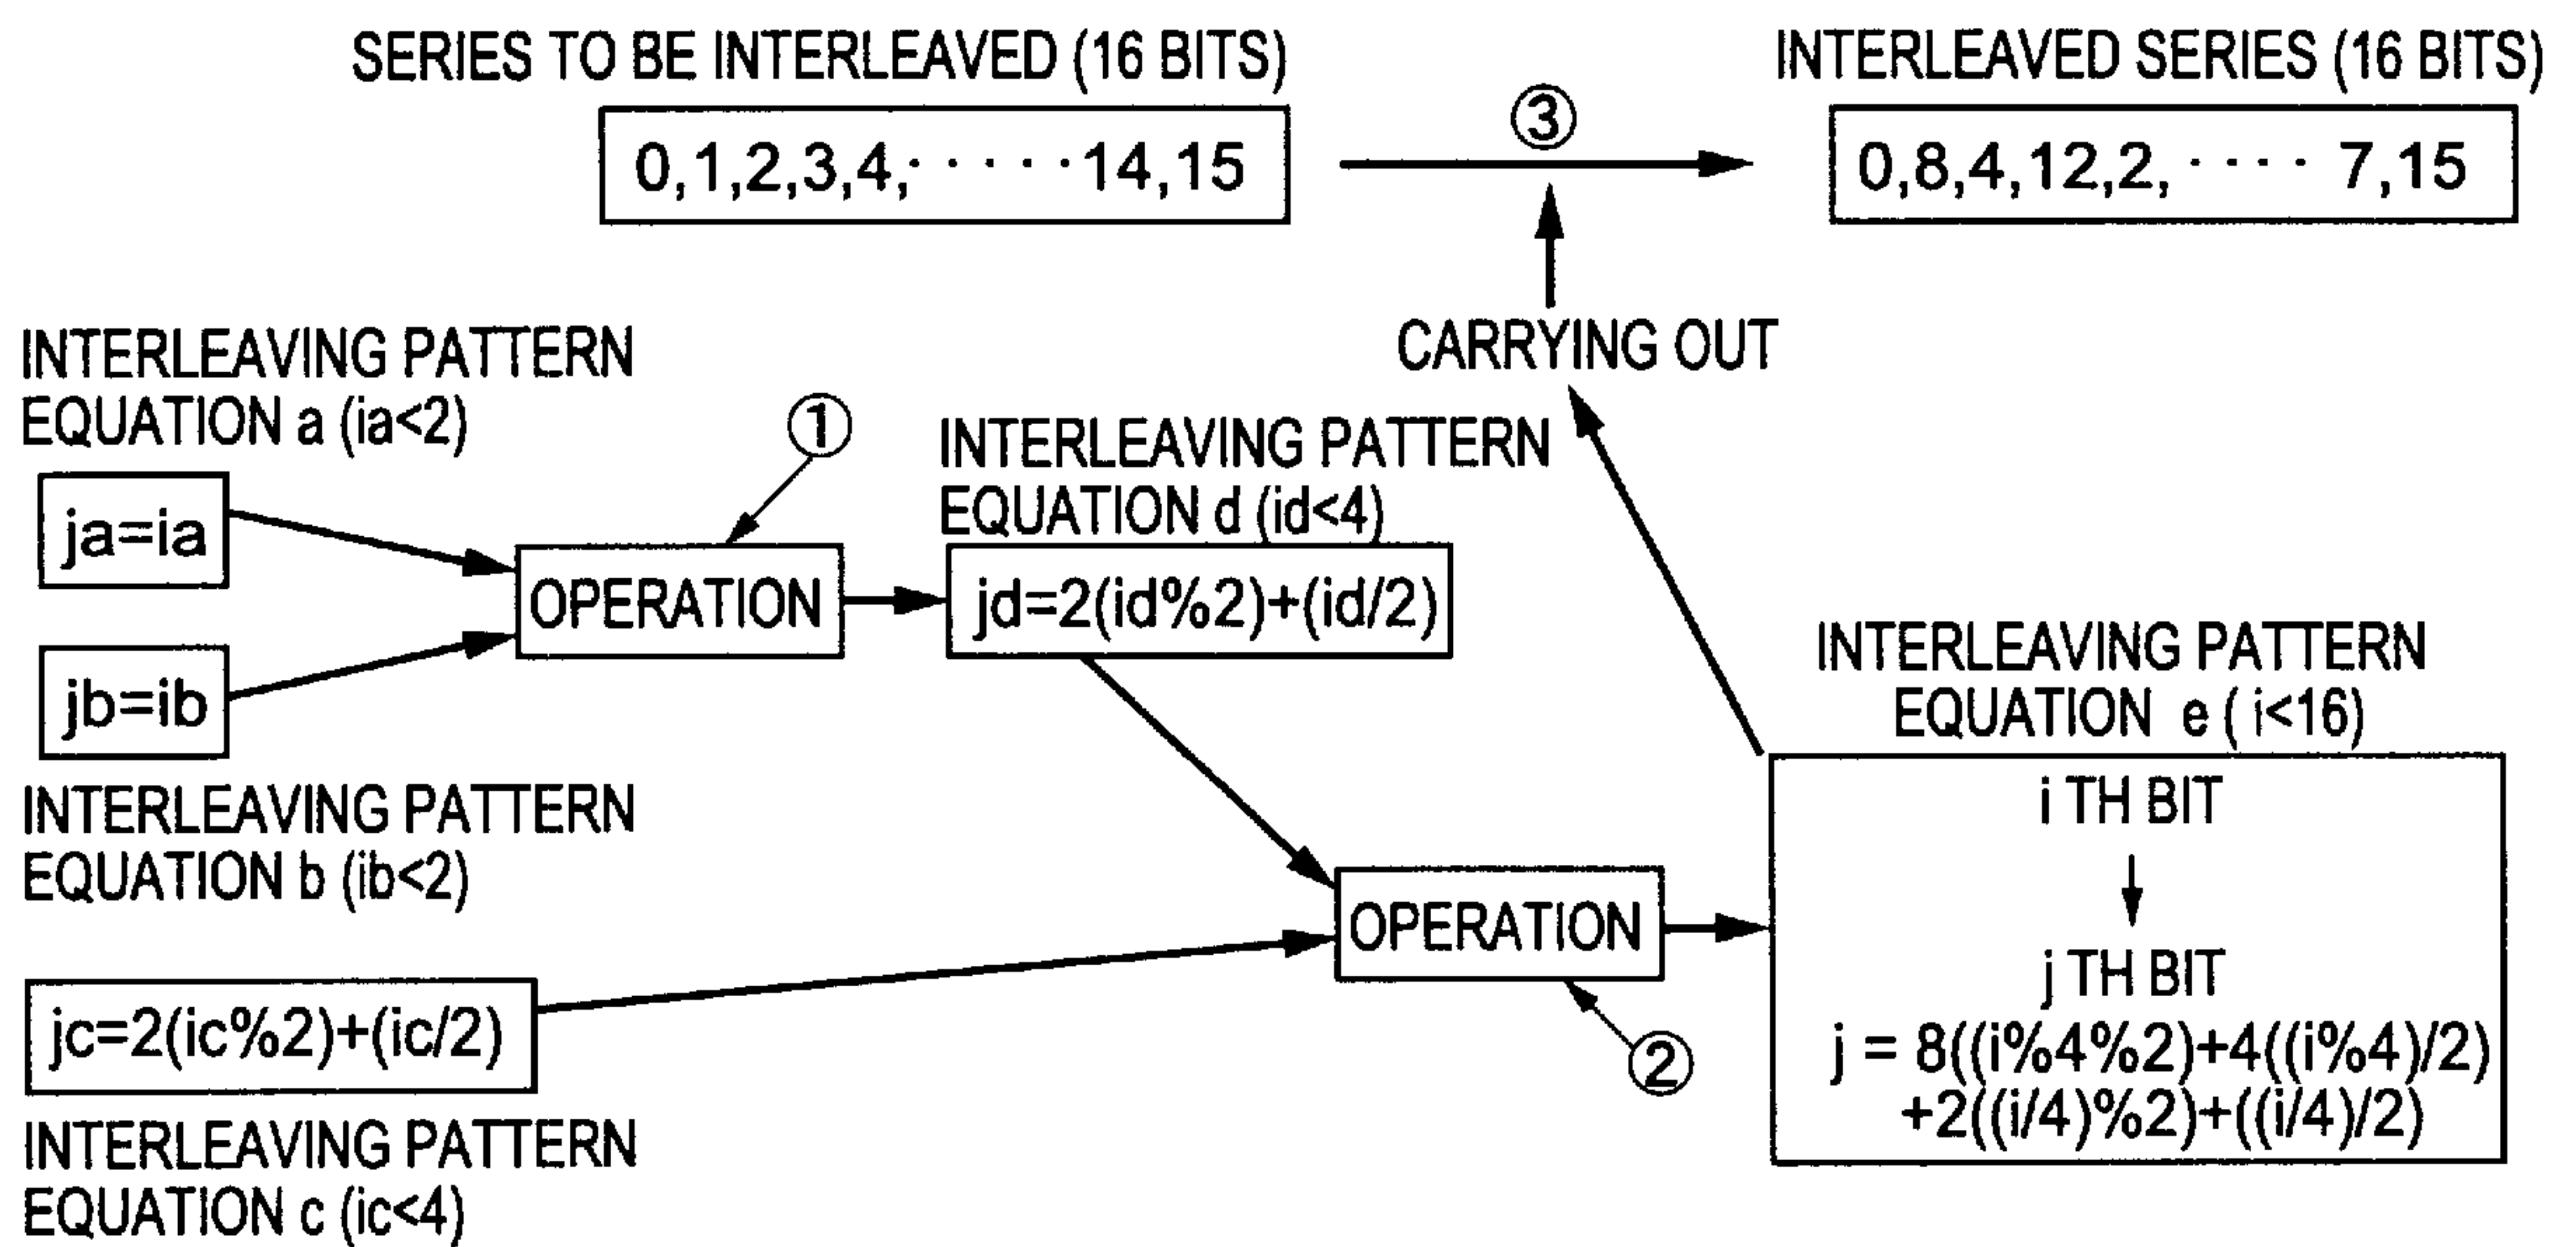 SERIES TO BE INTERLEAVED (16 BITS)
0,1,2,3,4,·····14,15
③
INTERLEAVED SERIES (16 BITS)
0,8,4,12,2,···· 7,15
CARRYING OUT
INTERLEAVING PATTERN
EQUATION a (ia<2)
ja=ia
①
OPERATION
INTERLEAVING PATTERN
EQUATION d (id<4)
jd=2(id%2)+(id/2)
jb=ib
INTERLEAVING PATTERN
EQUATION b (ib<2)
jc=2(ic%2)+(ic/2)
INTERLEAVING PATTERN
EQUATION c (ic<4)
OPERATION
②
INTERLEAVING PATTERN
EQUATION e ( i<16)
i TH BIT
j TH BIT
j = 8((i%4%2)+4((i%4)/2)
+2((i/4)%2)+((i/4)/2)